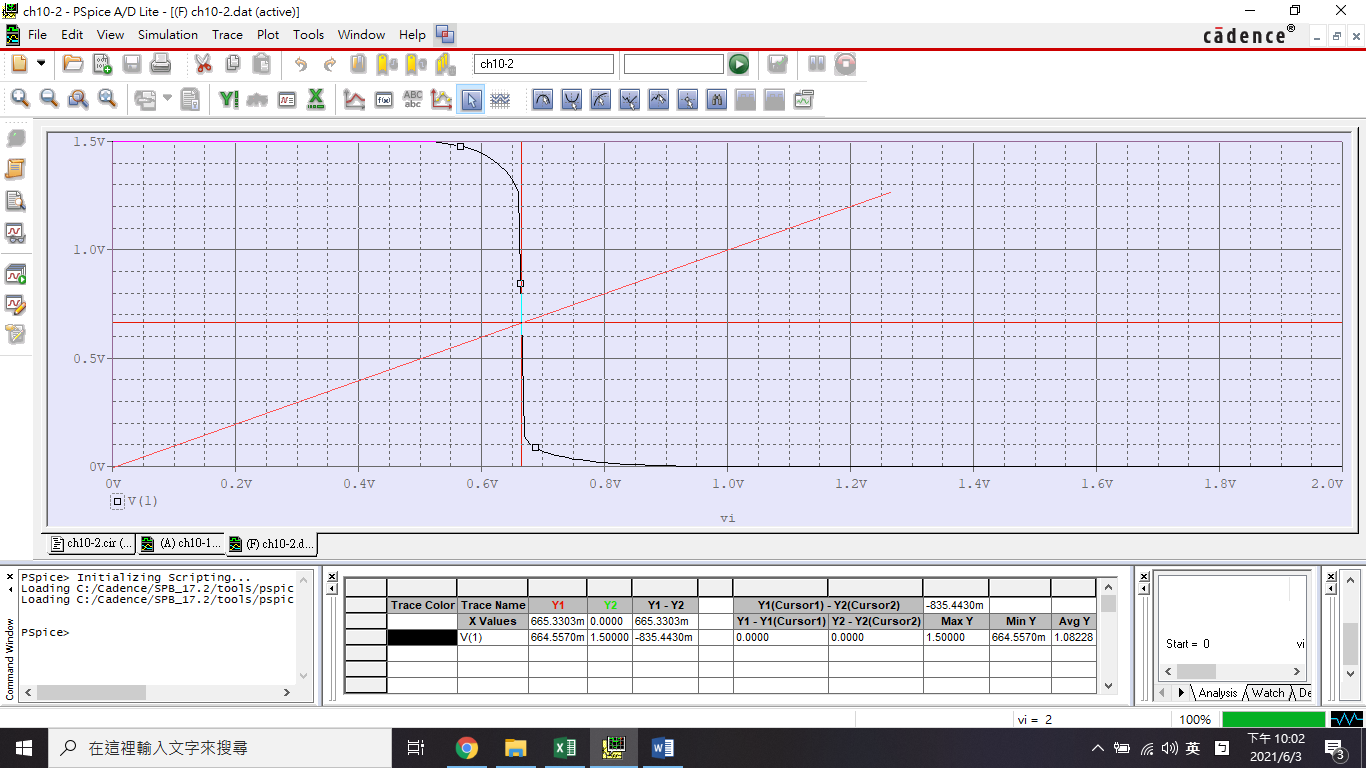 ch10-2 - PSpice A/D Lite - [(F) ch10-2.dat (active)]
File Edit View Simulation Trace Plot Tools Window Help
cādence®
ch10-2
ABC
abc
1.5V
1.0V
0.5V
0V
0V 0.2V 0.4V 0.6V 0.8V 1.0V 1.2V 1.4V 1.6V 1.8V 2.0V
V(1)
vi
ch10-2.cir (... (A) ch10-1... (F) ch10-2.d...
Command Window
PSpice> Initializing Scripting...
Loading C:/Cadence/SPB_17.2/tools/pspic
Loading C:/Cadence/SPB_17.2/tools/pspic
PSpice>
Trace Color Trace Name Y1 Y2 Y1 - Y2 Y1(Cursor1) - Y2(Cursor2) -835.4430m
X Values 665.3303m 0.0000 665.3303m Y1 - Y1(Cursor1) Y2 - Y2(Cursor2) Max Y Min Y Avg Y
V(1) 664.5570m 1.50000 -835.4430m 0.0000 0.0000 1.50000 664.5570m 1.08228
Start = 0 vi
Analysis Watch De
vi = 2 100%
在這裡輸入文字來搜尋
英
下午 10:02
2021/6/3
3